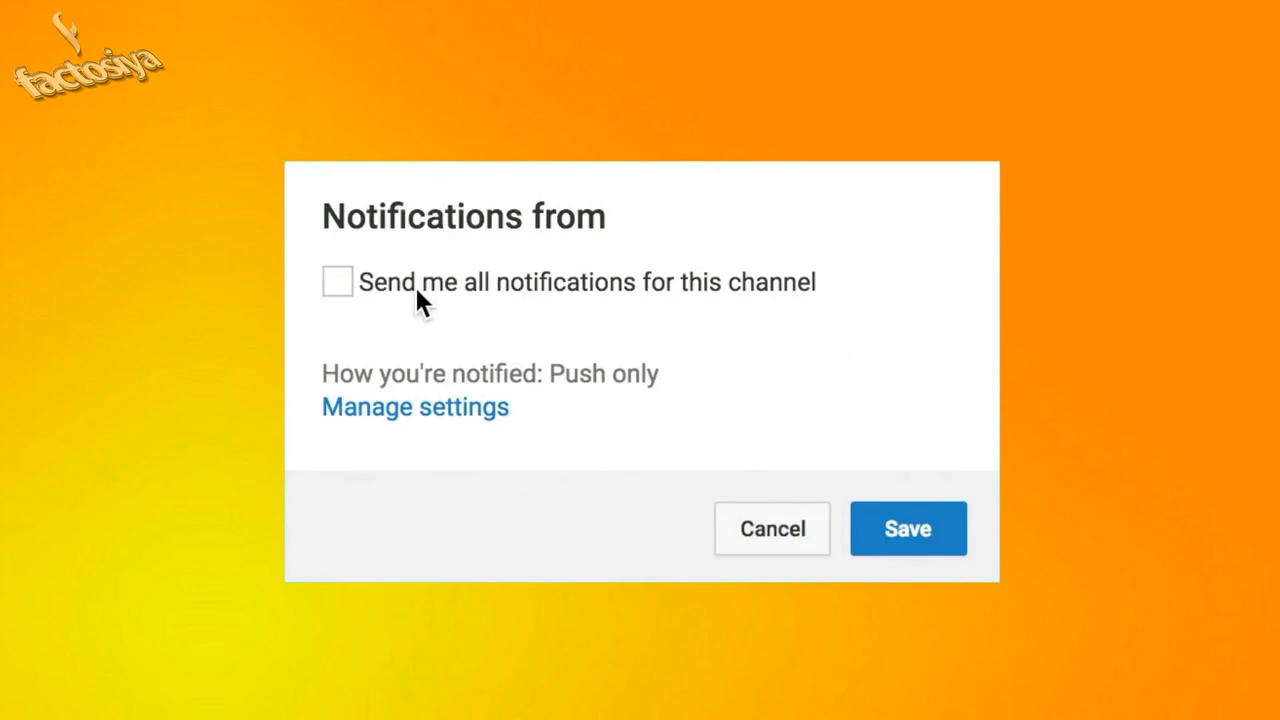 factosiya
Notifications from
Send me all notifications for this channel
How you're notified: Push only
Manage settings
Cancel
Save